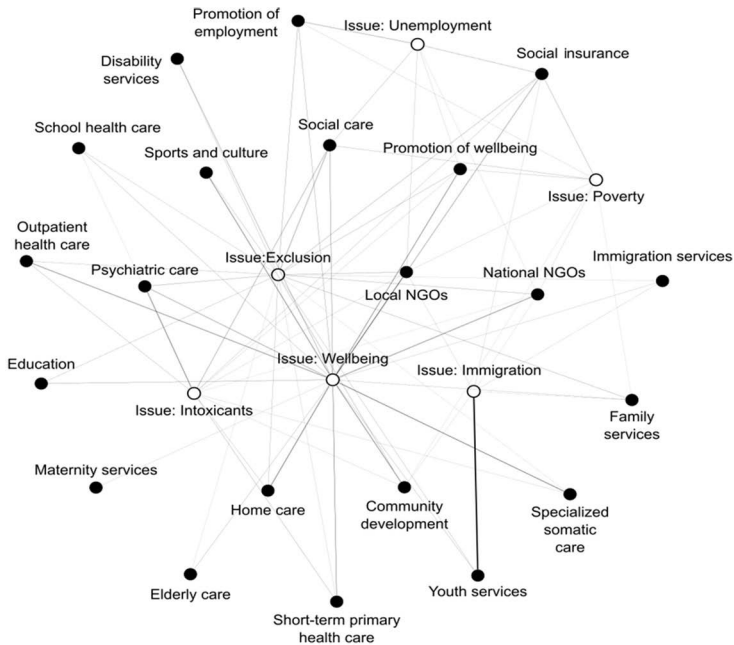 Promotion of
employment
Issue: Unemployment
Disability
services
Social insurance
School health care
Social care
Sports and culture
Promotion of wellbeing
Issue: Poverty
Outpatient
health care
Issue:Exclusion
Psychiatric care
Local NGOs
National NGOs
Immigration services
Education
Issue: Wellbeing
Issue: Immigration
Issue: Intoxicants
Family
services
Maternity services
Home care
Community
development
Specialized
somatic
care
Elderly care
Youth services
Short-term primary
health care